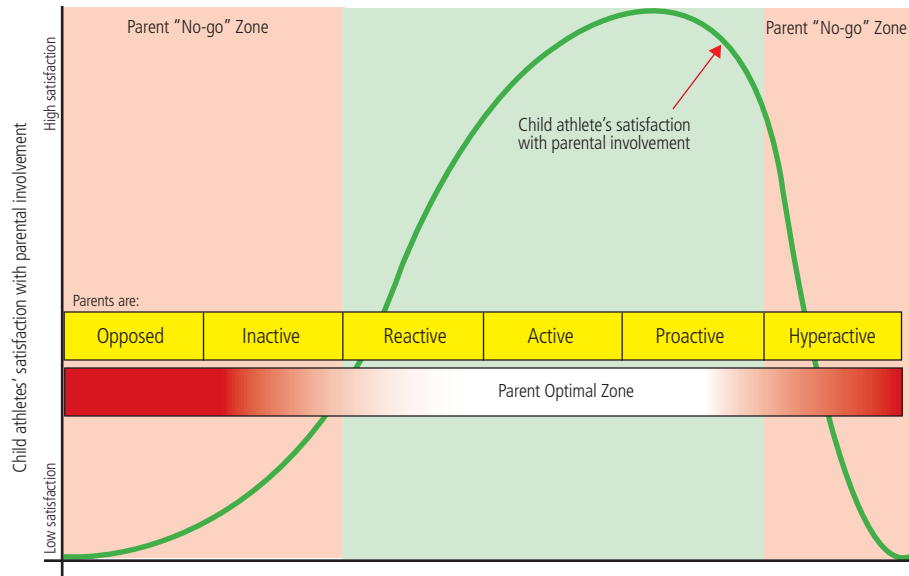 Parent “No-go” Zone
Parent “No-go” Zone
High satisfaction
Child athlete’s satisfaction
with parental involvement
Child athletes’ satisfaction with parental involvement
Parents are:
Opposed
Inactive
Reactive
Active
Proactive
Hyperactive
Parent Optimal Zone
Low satisfaction